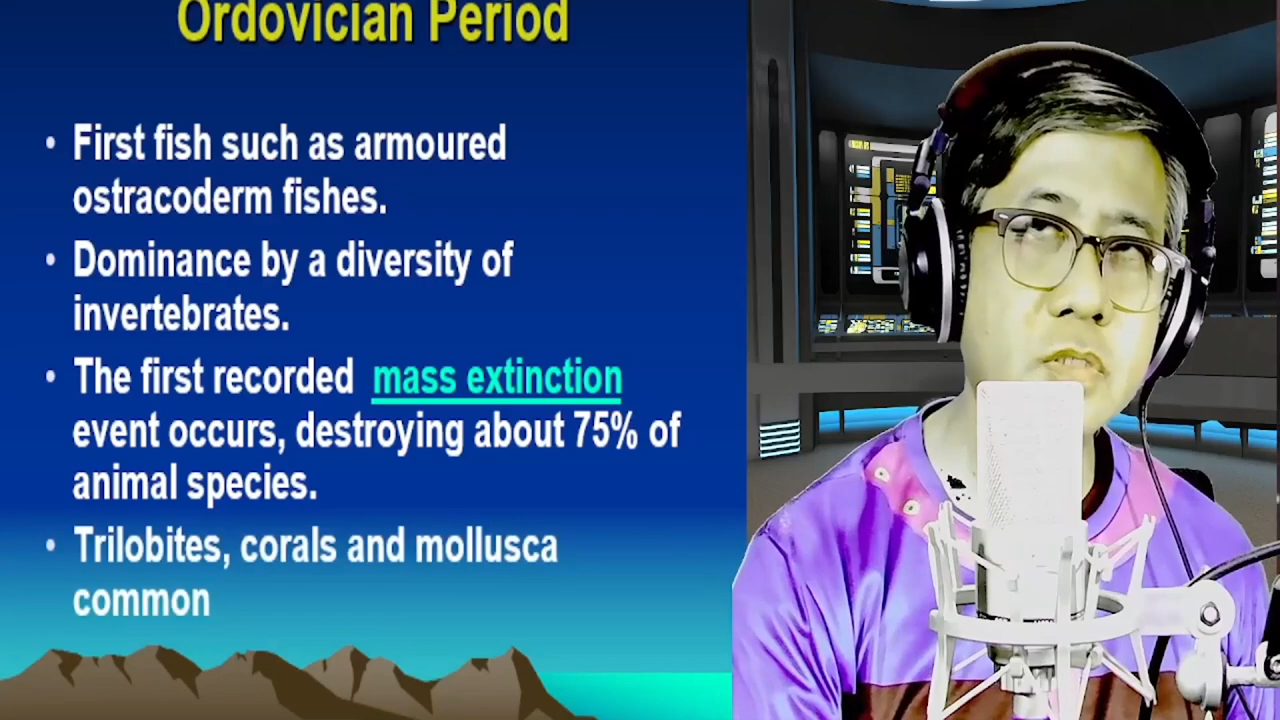 Ordovician Period
• First fish such as armoured
ostracoderm fishes.
• Dominance by a diversity of
invertebrates.
• The first recorded mass extinction
event occurs, destroying about 75% of
animal species.
• Trilobites, corals and mollusca
common